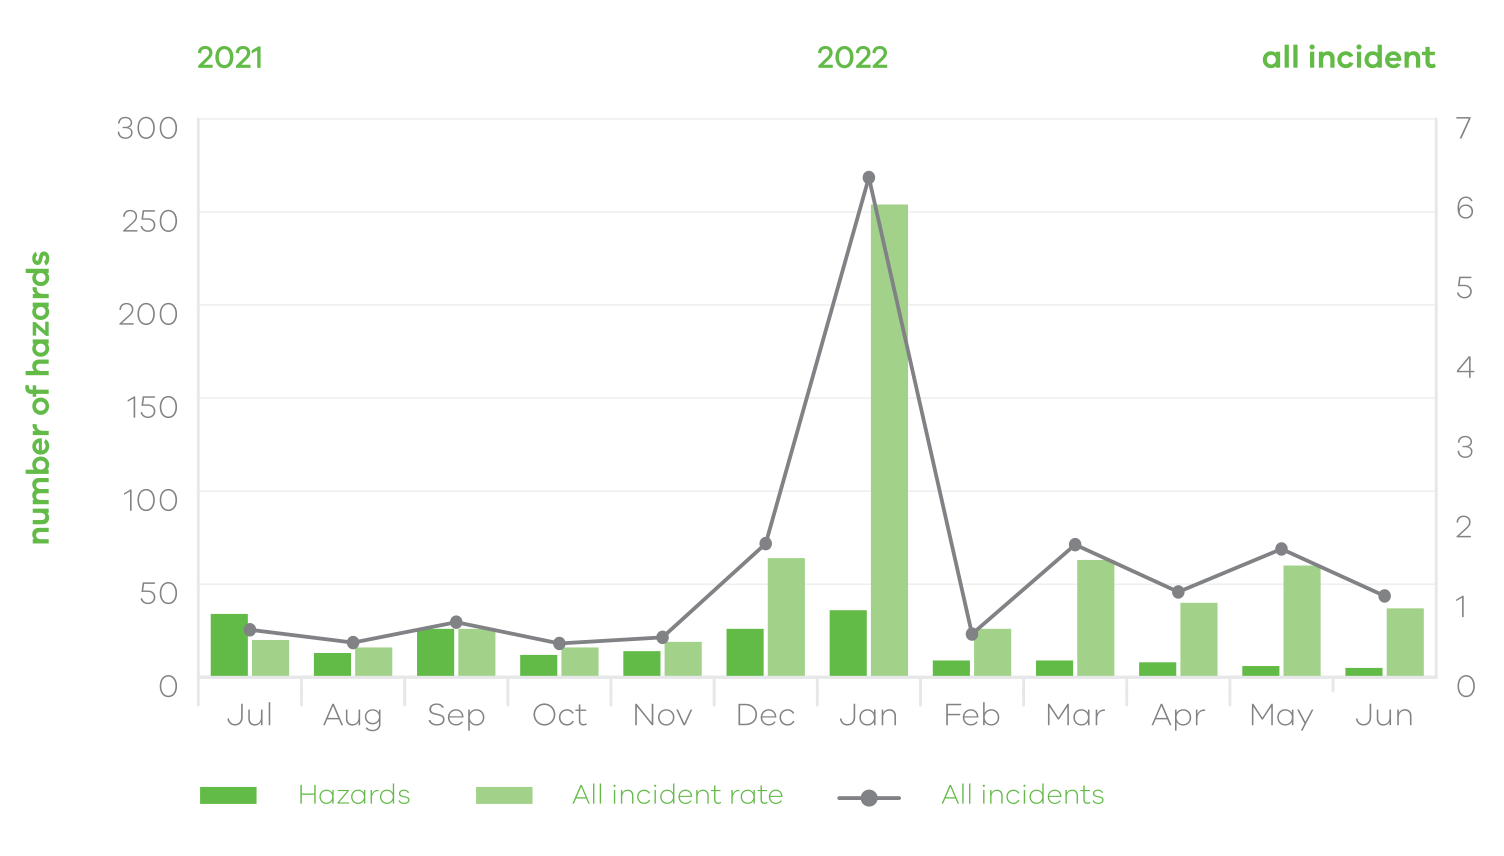 2021 2022 all incident
number of hazards
300 7
250 6
200 5
150 4
100 3
50 2
0 1
0
Jul Aug Sep Oct Nov Dec Jan Feb Mar Apr May Jun
Hazards All incident rate All incidents